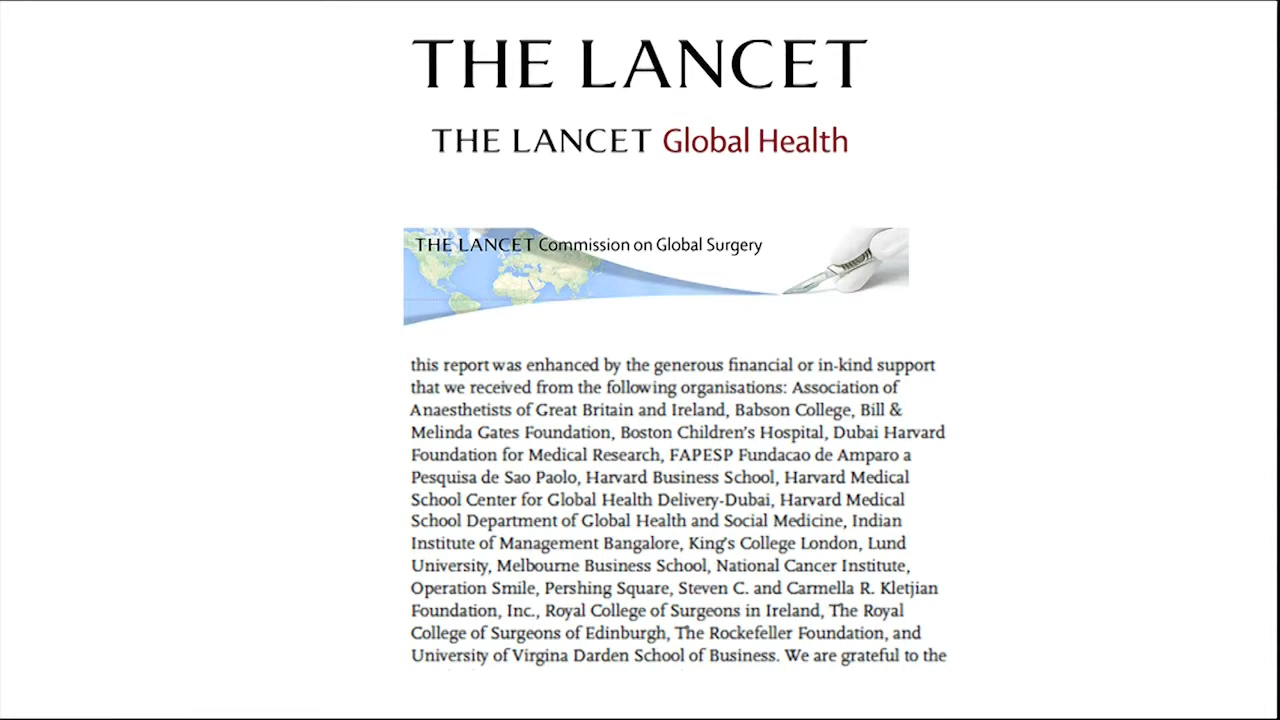 THE LANCET
THE LANCET Global Health
THE LANCET Commission on Global Surgery
this report was enhanced by the generous financial or in-kind support
that we received from the following organisations: Association of
Anaesthetists of Great Britain and Ireland, Babson College, Bill &
Melinda Gates Foundation, Boston Children's Hospital, Dubai Harvard
Foundation for Medical Research, FAPESP Fundacao de Amparo a
Pesquisa de Sao Paolo, Harvard Business School, Harvard Medical
School Center for Global Health Delivery-Dubai, Harvard Medical
School Department of Global Health and Social Medicine, Indian
Institute of Management Bangalore, King's College London, Lund
University, Melbourne Business School, National Cancer Institute,
Operation Smile, Pershing Square, Steven C. and Carmella R. Kletjian
Foundation, Inc., Royal College of Surgeons in Ireland, The Royal
College of Surgeons of Edinburgh, The Rockefeller Foundation, and
University of Virgina Darden School of Business. We are grateful to the